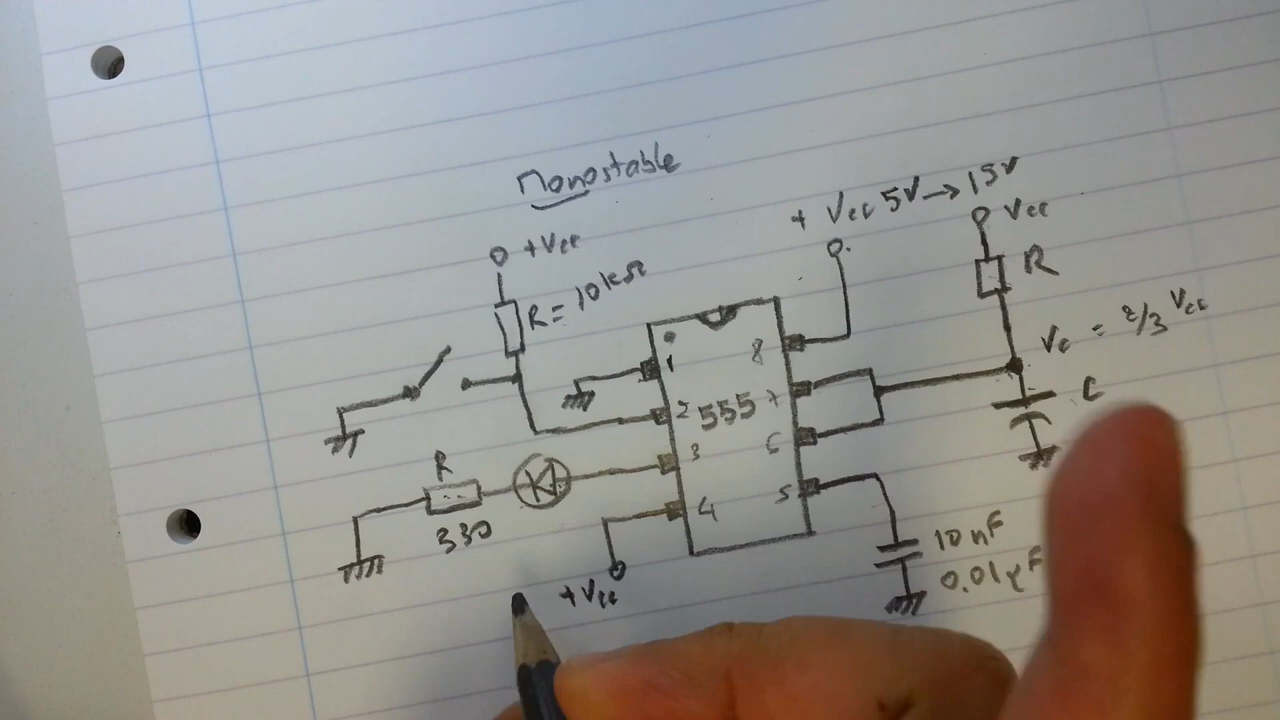 Monostable
+ Vcc 5V → 15V
Vcc
+Vcc
R = 10kΩ
R
Vc = 2/3 Vcc
C
1
8
2
555
7
3
6
R
330
4
5
+Vcc
10nF
0.01µF